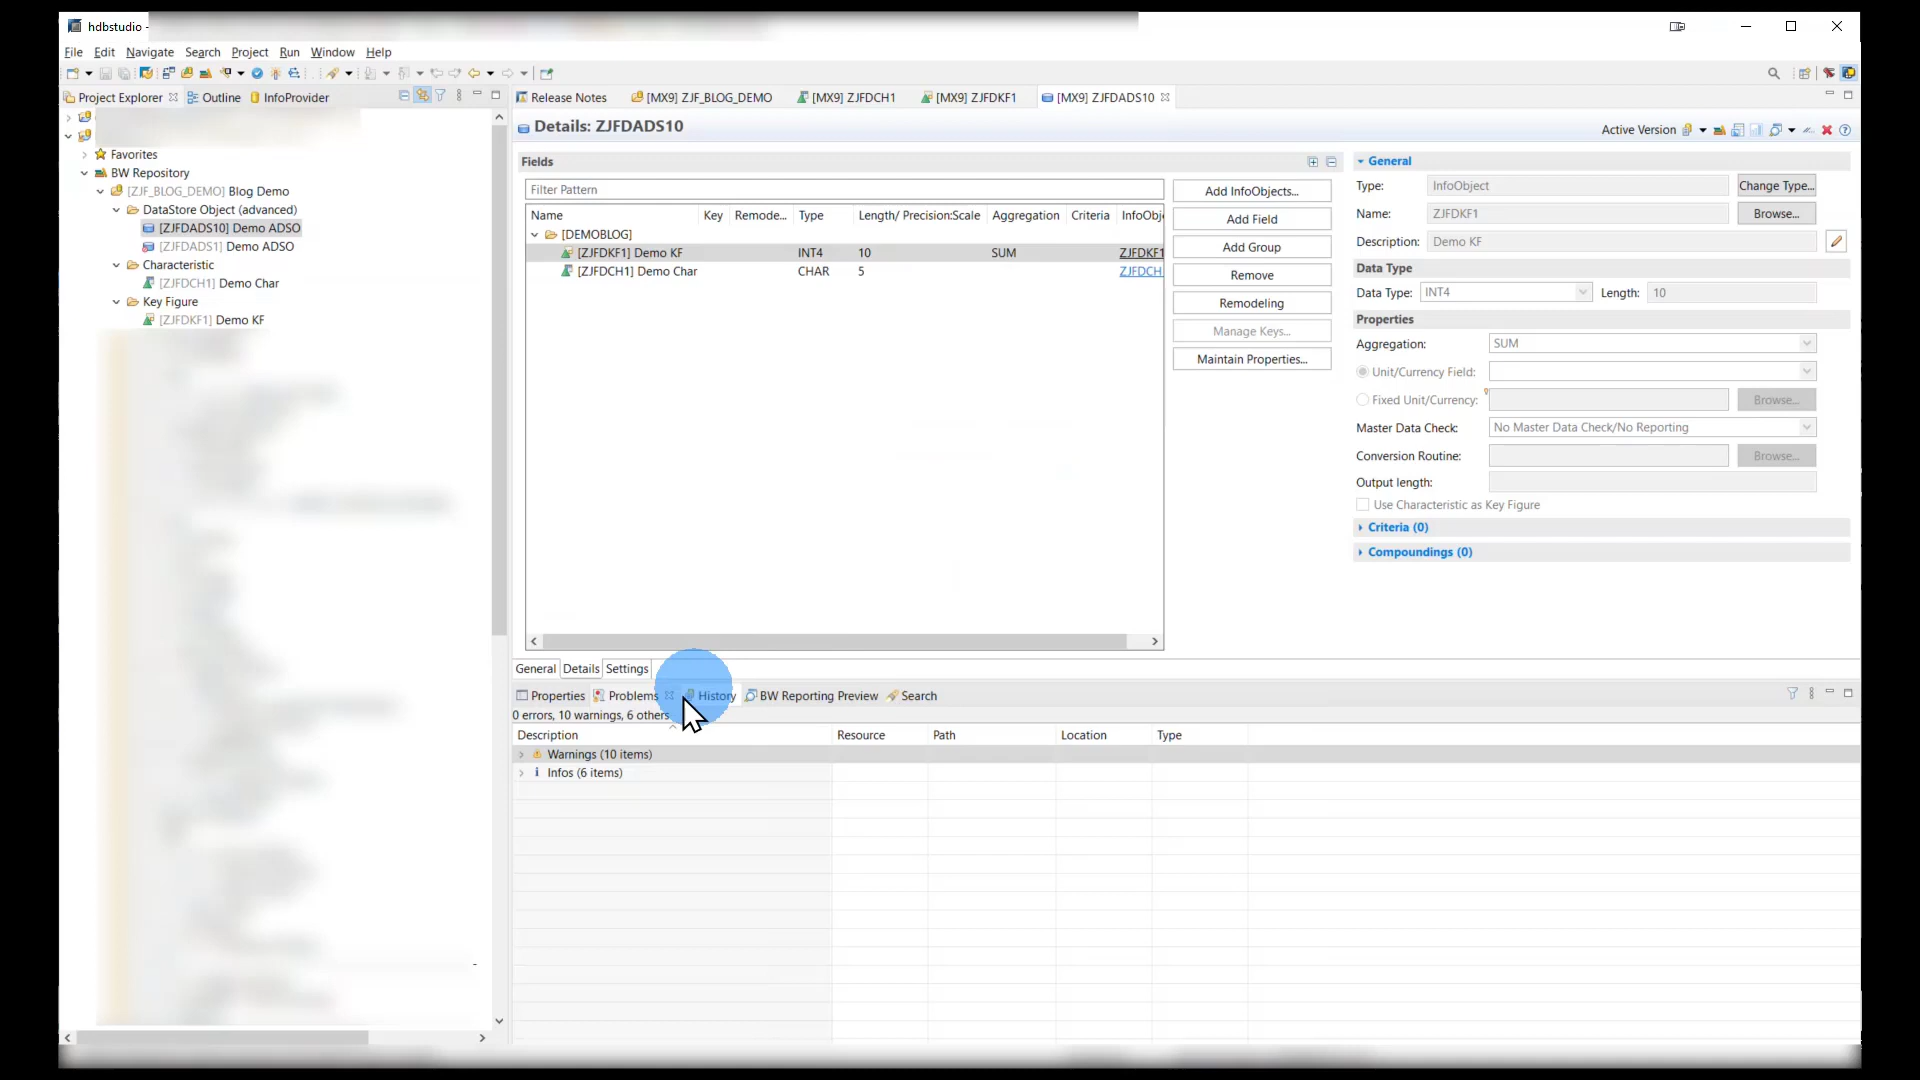 hdbstudio -
File Edit Navigate Search Project Run Window Help
Project Explorer Outline InfoProvider
Release Notes [MX9] ZJF_BLOG_DEMO [MX9] ZJFDCH1 [MX9] ZJFDKF1 [MX9] ZJFDADS10
Details: ZJFDADS10
Active Version
Favorites
BW Repository
[ZJF_BLOG_DEMO] Blog Demo
DataStore Object (advanced)
[ZJFDADS10] Demo ADSO
[ZJFDADS1] Demo ADSO
Characteristic
[ZJFDCH1] Demo Char
Key Figure
[ZJFDKF1] Demo KF
Fields
Filter Pattern
Name Key Remode... Type Length/ Precision:Scale Aggregation Criteria InfoObj
[DEMOBLOG]
[ZJFDKF1] Demo KF INT4 10 SUM ZJFDKF1
[ZJFDCH1] Demo Char CHAR 5 ZJFDCH
Add InfoObjects...
Add Field
Add Group
Remove
Remodeling
Manage Keys...
Maintain Properties...
General
Type: InfoObject Change Type...
Name: ZJFDKF1 Browse...
Description: Demo KF
Data Type
Data Type: INT4 Length: 10
Properties
Aggregation: SUM
Unit/Currency Field:
Fixed Unit/Currency: Browse...
Master Data Check: No Master Data Check/No Reporting
Conversion Routine: Browse...
Output length:
Use Characteristic as Key Figure
Criteria (0)
Compoundings (0)
General Details Settings
Properties Problems History BW Reporting Preview Search
0 errors, 10 warnings, 6 others
Description Resource Path Location Type
Warnings (10 items)
Infos (6 items)